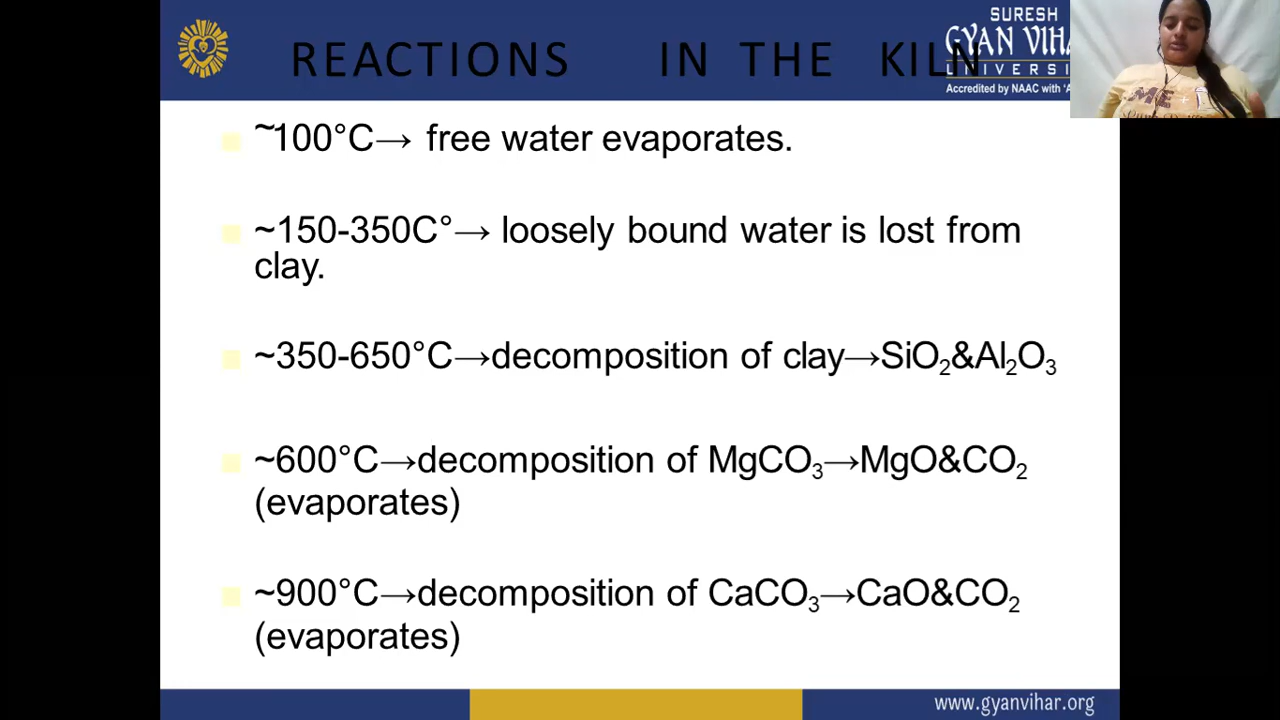 SURESH
GYAN VIHAR
UNIVERSI
Accredited by NAAC with 'A
REACTIONS IN THE KILN
~100°C→ free water evaporates.
~150-350C°→ loosely bound water is lost from
clay.
~350-650°C→decomposition of clay→SiO₂&Al₂O₃
~600°C→decomposition of MgCO₃→MgO&CO₂
(evaporates)
~900°C→decomposition of CaCO₃→CaO&CO₂
(evaporates)
www.gyanvihar.org